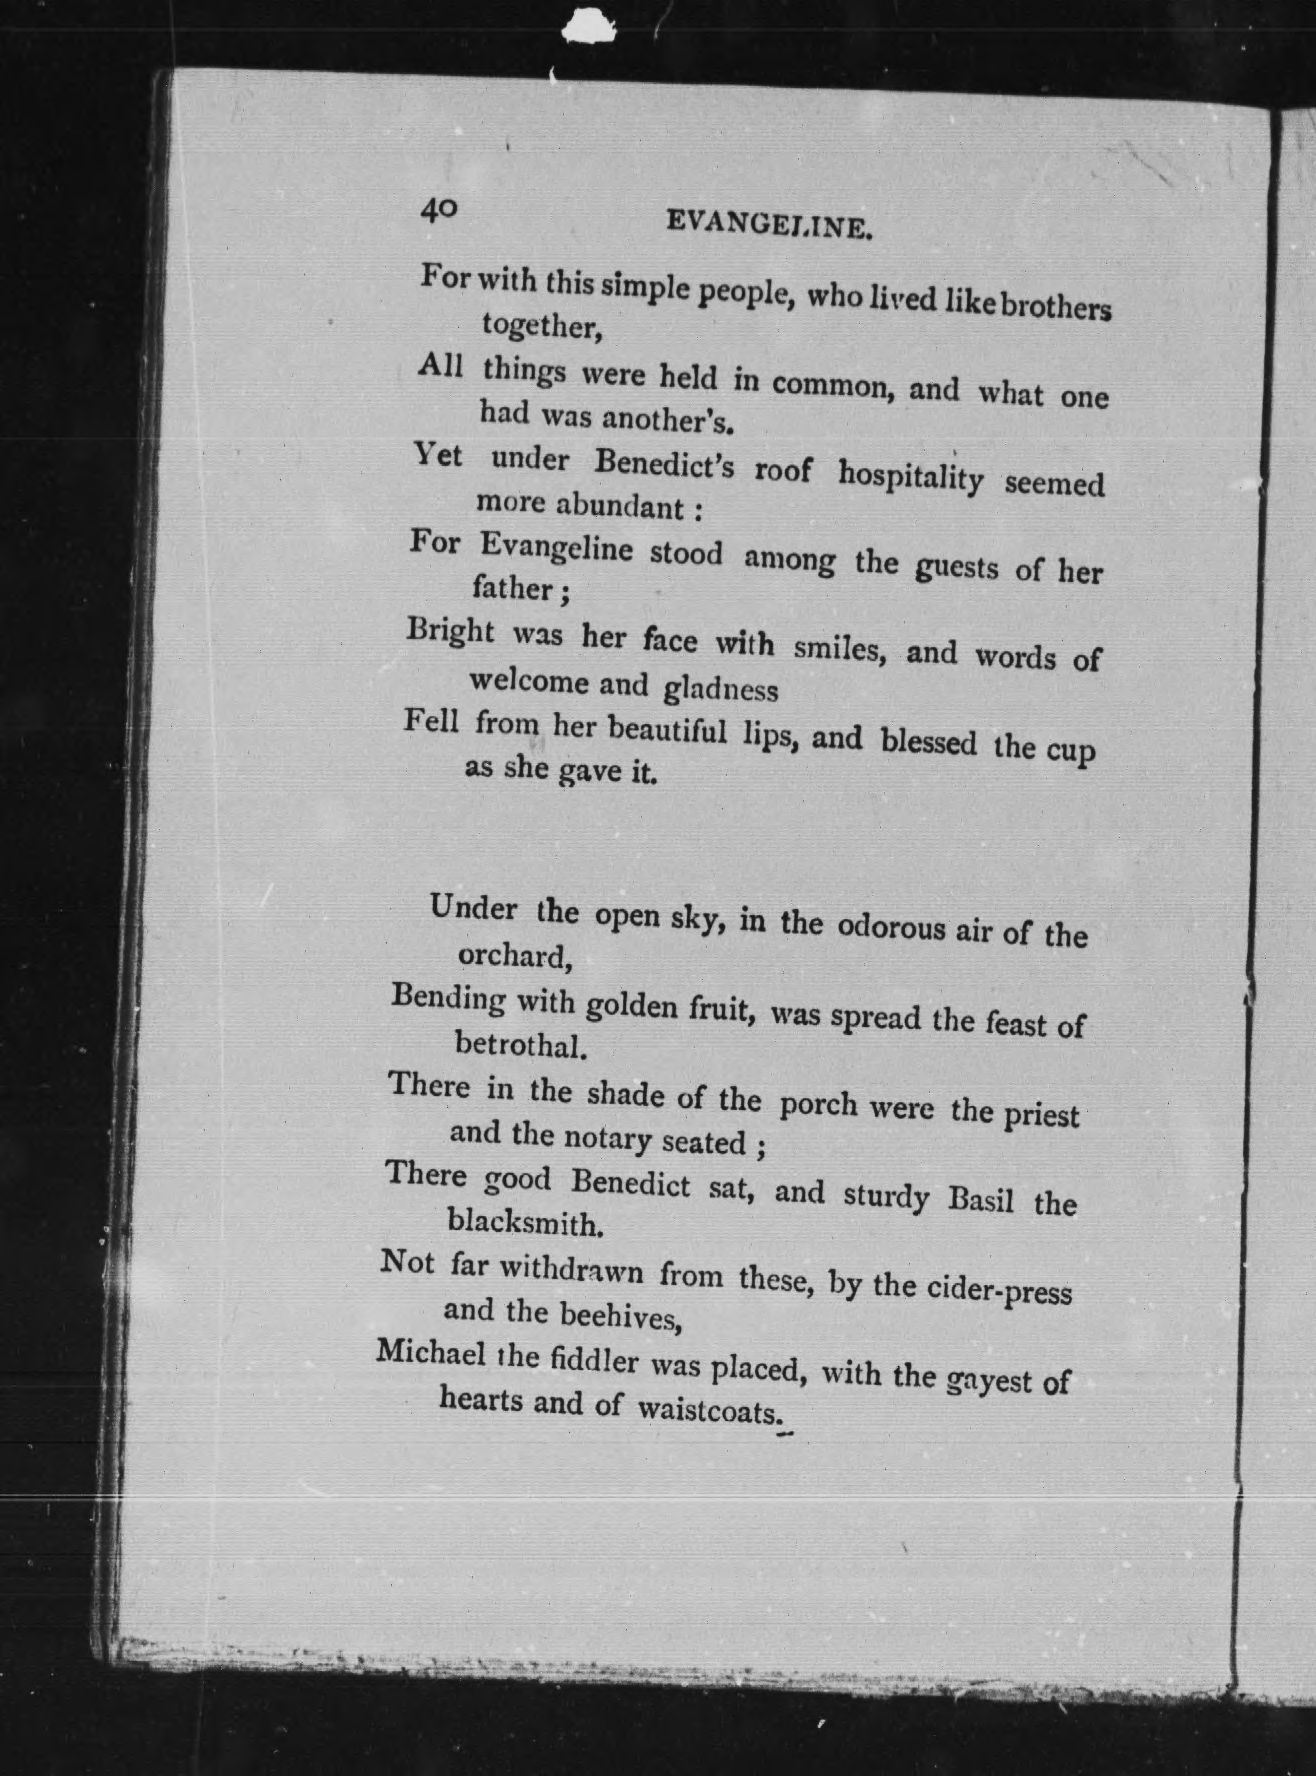 40 EVANGELINE.
For with this simple people, who lived like brothers
together,
All things were held in common, and what one
had was another's.
Yet under Benedict's roof hospitality seemed
more abundant :
For Evangeline stood among the guests of her
father ;
Bright was her face with smiles, and words of
welcome and gladness
Fell from her beautiful lips, and blessed the cup
as she gave it.
Under the open sky, in the odorous air of the
orchard,
Bending with golden fruit, was spread the feast of
betrothal.
There in the shade of the porch were the priest
and the notary seated ;
There good Benedict sat, and sturdy Basil the
blacksmith.
Not far withdrawn from these, by the cider-press
and the beehives,
Michael the fiddler was placed, with the gayest of
hearts and of waistcoats.